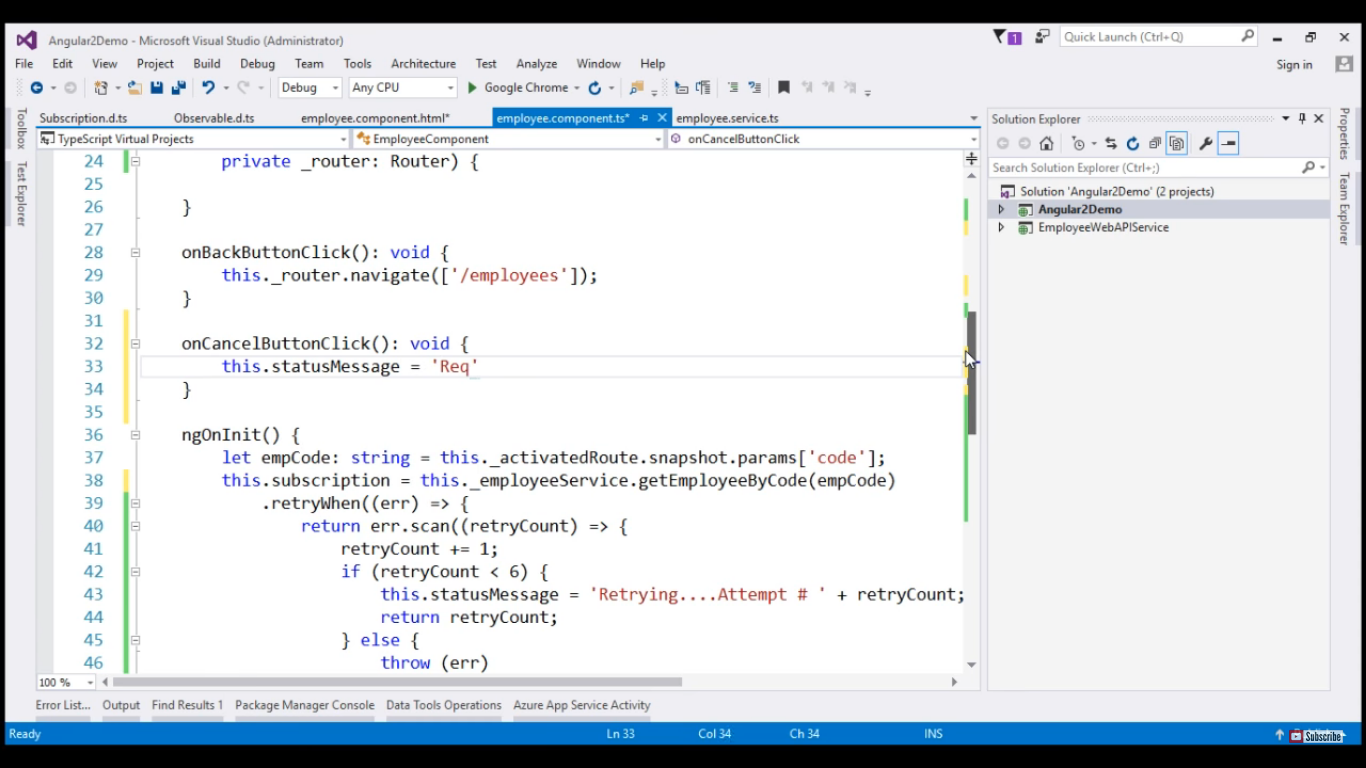 Angular2Demo - Microsoft Visual Studio (Administrator)
1
Quick Launch (Ctrl+Q)
File Edit View Project Build Debug Team Tools Architecture Test Analyze Window Help
Sign in
Debug Any CPU Google Chrome
Toolbox
Test Explorer
Subscription.d.ts Observable.d.ts employee.component.html* employee.component.ts* employee.service.ts
TypeScript Virtual Projects EmployeeComponent onCancelButtonClick
24 private _router: Router) {
25
26 }
27
28 onBackButtonClick(): void {
29 this._router.navigate(['/employees']);
30 }
31
32 onCancelButtonClick(): void {
33 this.statusMessage = 'Req'
34 }
35
36 ngOnInit() {
37 let empCode: string = this._activatedRoute.snapshot.params['code'];
38 this.subscription = this._employeeService.getEmployeeByCode(empCode)
39 .retryWhen((err) => {
40 return err.scan((retryCount) => {
41 retryCount += 1;
42 if (retryCount < 6) {
43 this.statusMessage = 'Retrying....Attempt # ' + retryCount;
44 return retryCount;
45 } else {
46 throw (err)
100 %
Solution Explorer
Search Solution Explorer (Ctrl+;)
Solution 'Angular2Demo' (2 projects)
Angular2Demo
EmployeeWebAPIService
Properties
Team Explorer
Error List... Output Find Results 1 Package Manager Console Data Tools Operations Azure App Service Activity
Ready Ln 33 Col 34 Ch 34 INS
Subscribe